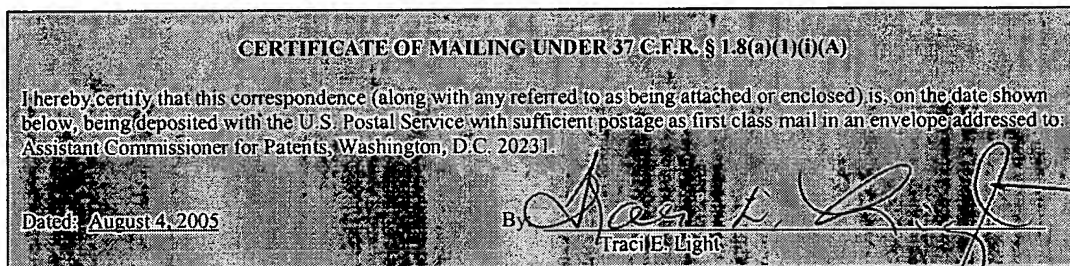 CERTIFICATE OF MAILING UNDER 37 C.F.R. § 1.8(a)(1)(i)(A)
I hereby certify that this correspondence (along with any referred to as being attached or enclosed) is, on the date shown
below, being deposited with the U.S. Postal Service with sufficient postage as first class mail in an envelope addressed to:
Assistant Commissioner for Patents, Washington, D.C. 20231.
Dated: August 4, 2005 By Traci E. Light
Traci E. Light